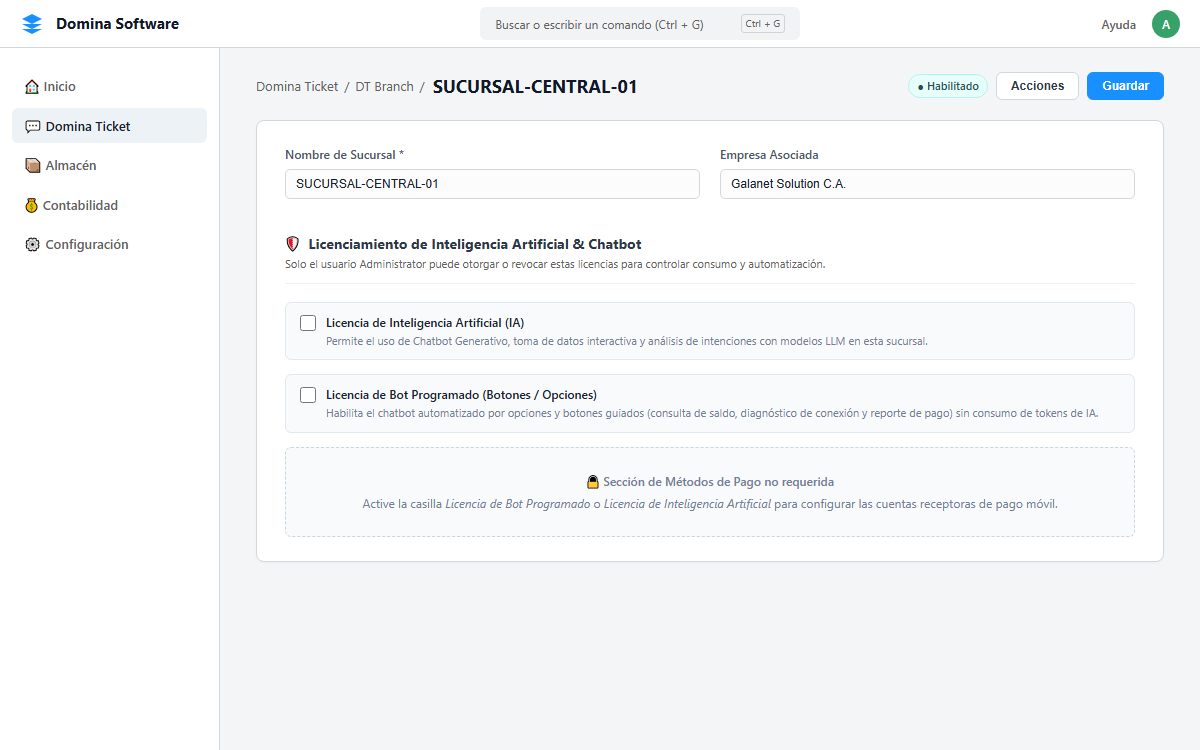 Domina Software
Buscar o escribir un comando (Ctrl + G)
Ctrl + G
Ayuda
A
Inicio
Domina Ticket
Almacén
Contabilidad
Configuración
Domina Ticket / DT Branch / SUCURSAL-CENTRAL-01
● Habilitado
Acciones
Guardar
Nombre de Sucursal *
SUCURSAL-CENTRAL-01
Empresa Asociada
Galanet Solution C.A.
Licenciamiento de Inteligencia Artificial & Chatbot
Solo el usuario Administrator puede otorgar o revocar estas licencias para controlar consumo y automatización.
Licencia de Inteligencia Artificial (IA)
Permite el uso de Chatbot Generativo, toma de datos interactiva y análisis de intenciones con modelos LLM en esta sucursal.
Licencia de Bot Programado (Botones / Opciones)
Habilita el chatbot automatizado por opciones y botones guiados (consulta de saldo, diagnóstico de conexión y reporte de pago) sin consumo de tokens de IA.
Sección de Métodos de Pago no requerida
Active la casilla Licencia de Bot Programado o Licencia de Inteligencia Artificial para configurar las cuentas receptoras de pago móvil.